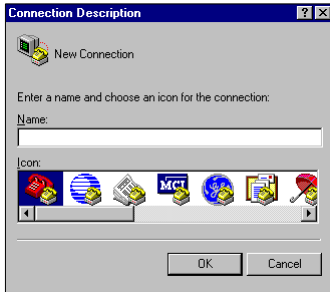 Connection Description
New Connection
Enter a name and choose an icon for the connection:
Name:
Icon:
MCI
OK
Cancel